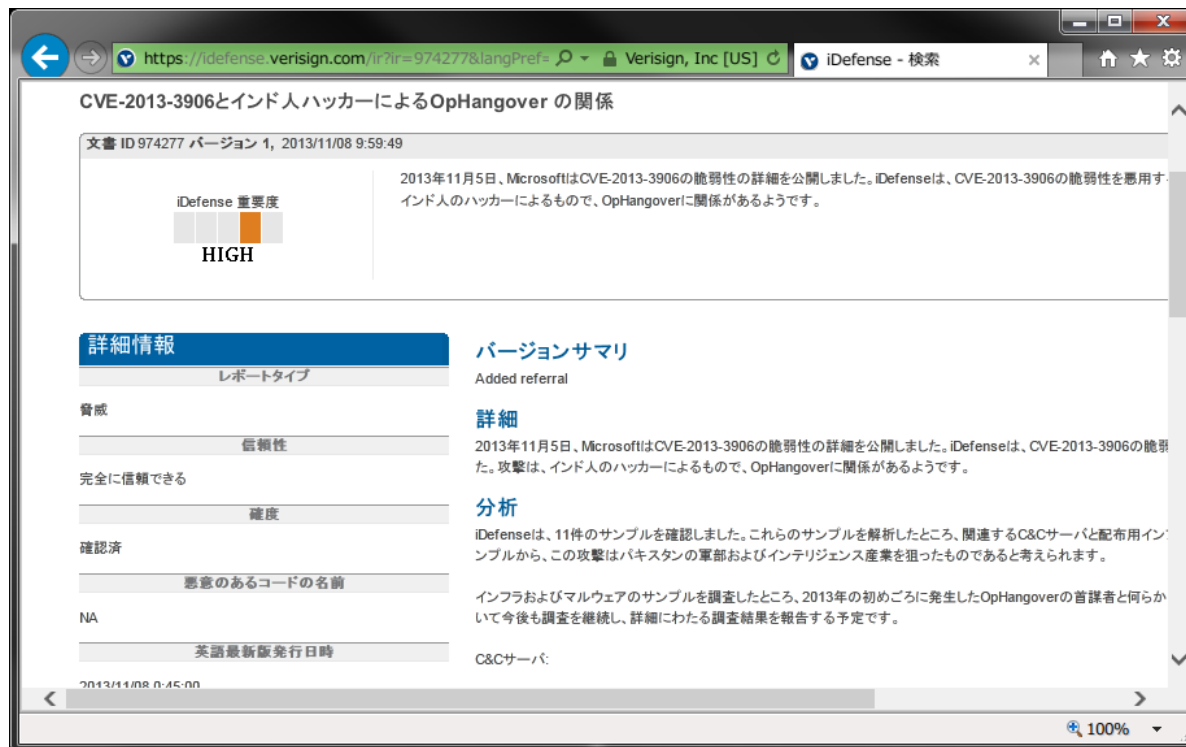 https://idefense.verisign.com/ir?ir=974277&langPref=
Verisign, Inc [US]
iDefense - 検索
CVE-2013-3906とインド人ハッカーによるOpHangover の関係
文書 ID 974277 バージョン 1, 2013/11/08 9:59:49
iDefense 重要度
HIGH
2013年11月5日、MicrosoftはCVE-2013-3906の脆弱性の詳細を公開しました。iDefenseは、CVE-2013-3906の脆弱性を悪用す
インド人のハッカーによるもので、OpHangoverに関係があるようです。
詳細情報
レポートタイプ
脅威
信頼性
完全に信頼できる
確度
確認済
悪意のあるコードの名前
NA
英語最新版発行日時
2013/11/08 0:45:00
バージョンサマリ
Added referral
詳細
2013年11月5日、MicrosoftはCVE-2013-3906の脆弱性の詳細を公開しました。iDefenseは、CVE-2013-3906の脆弱
た。攻撃は、インド人のハッカーによるもので、OpHangoverに関係があるようです。
分析
iDefenseは、11件のサンプルを確認しました。これらのサンプルを解析したところ、関連するC&Cサーバと配布用イン
ンプルから、この攻撃はパキスタンの軍部およびインテリジェンス産業を狙ったものであると考えられます。
インフラおよびマルウェアのサンプルを調査したところ、2013年の初めごろに発生したOpHangoverの首謀者と何らか
いて今後も調査を継続し、詳細にわたる調査結果を報告する予定です。
C&Cサーバ:
100%